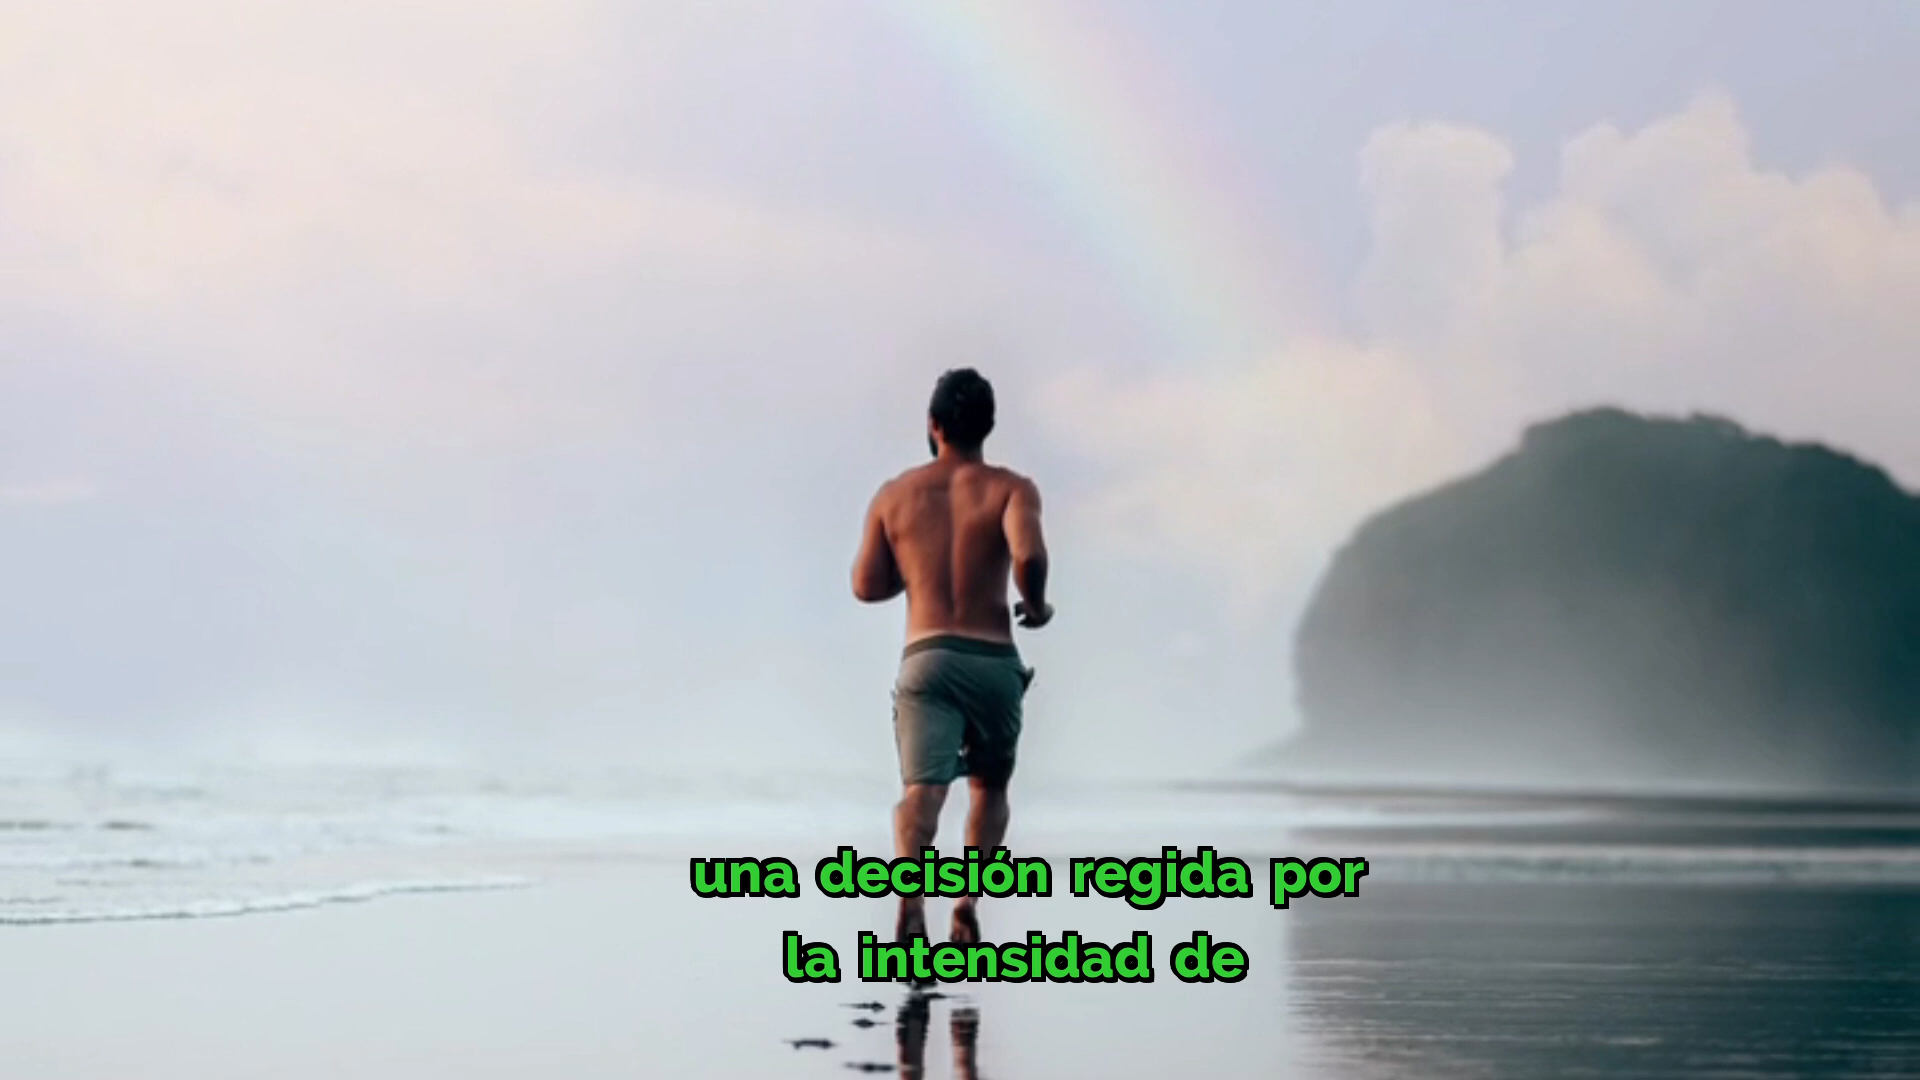 una decisión regida por
la intensidad de